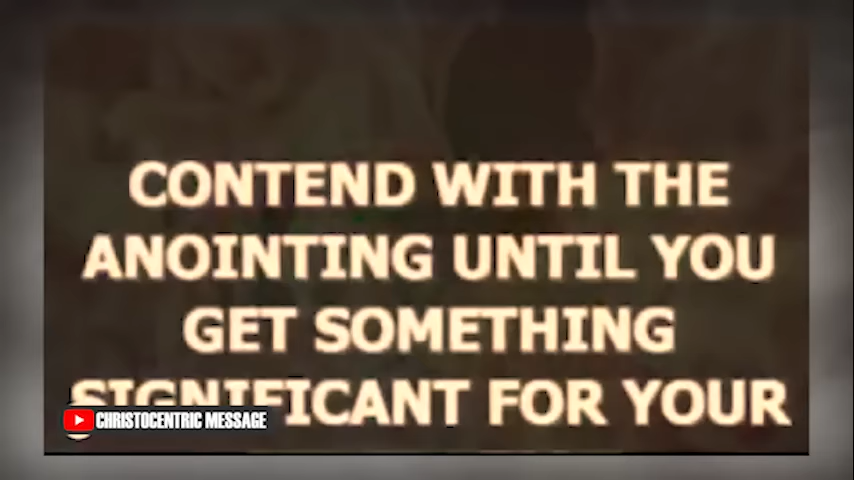 CONTEND WITH THE
ANOINTING UNTIL YOU
GET SOMETHING
SIGNIFICANT FOR YOUR
CHRISTOCENTRIC MESSAGE